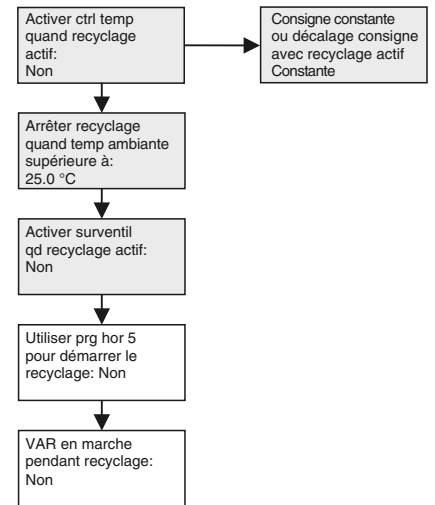 Activer ctrl temp
quand recyclage
actif:
Non
Consigne constante
ou décalage consigne
avec recyclage actif
Constante
Arrêter recyclage
quand temp ambiante
supérieure à:
25.0 °C
Activer surventil
qd recyclage actif:
Non
Utiliser prg hor 5
pour démarrer le
recyclage: Non
VAR en marche
pendant recyclage:
Non